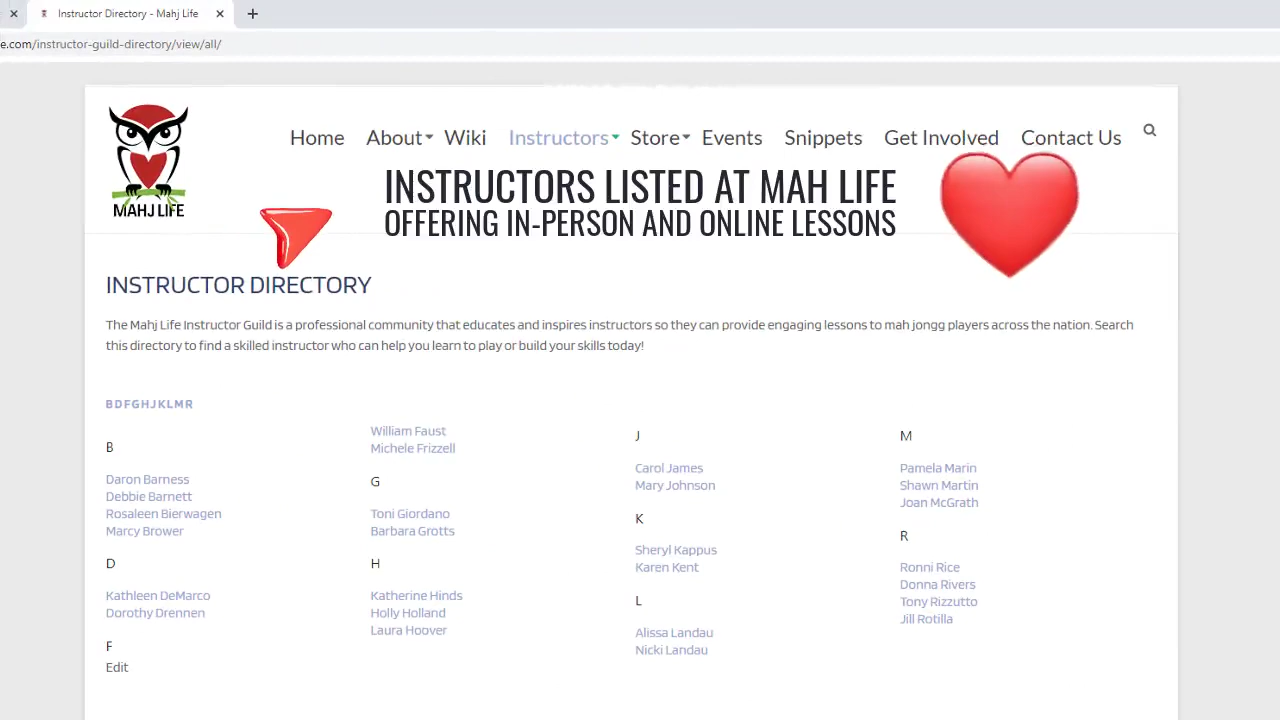 Instructor Directory - Mahj Life
e.com/instructor-guild-directory/view/all/
MAHJ LIFE
Home About Wiki Instructors Store Events Snippets Get Involved Contact Us
INSTRUCTORS LISTED AT MAH LIFE
OFFERING IN-PERSON AND ONLINE LESSONS
INSTRUCTOR DIRECTORY
The Mahj Life Instructor Guild is a professional community that educates and inspires instructors so they can provide engaging lessons to mah jongg players across the nation. Search
this directory to find a skilled instructor who can help you learn to play or build your skills today!
B D F G H J K L M R
B
Daron Barness
Debbie Barnett
Rosaleen Bierwagen
Marcy Brower
D
Kathleen DeMarco
Dorothy Drennen
F
Edit
William Faust
Michele Frizzell
G
Toni Giordano
Barbara Grotts
H
Katherine Hinds
Holly Holland
Laura Hoover
J
Carol James
Mary Johnson
K
Sheryl Kappus
Karen Kent
L
Alissa Landau
Nicki Landau
M
Pamela Marin
Shawn Martin
Joan McGrath
R
Ronni Rice
Donna Rivers
Tony Rizzutto
Jill Rotilla